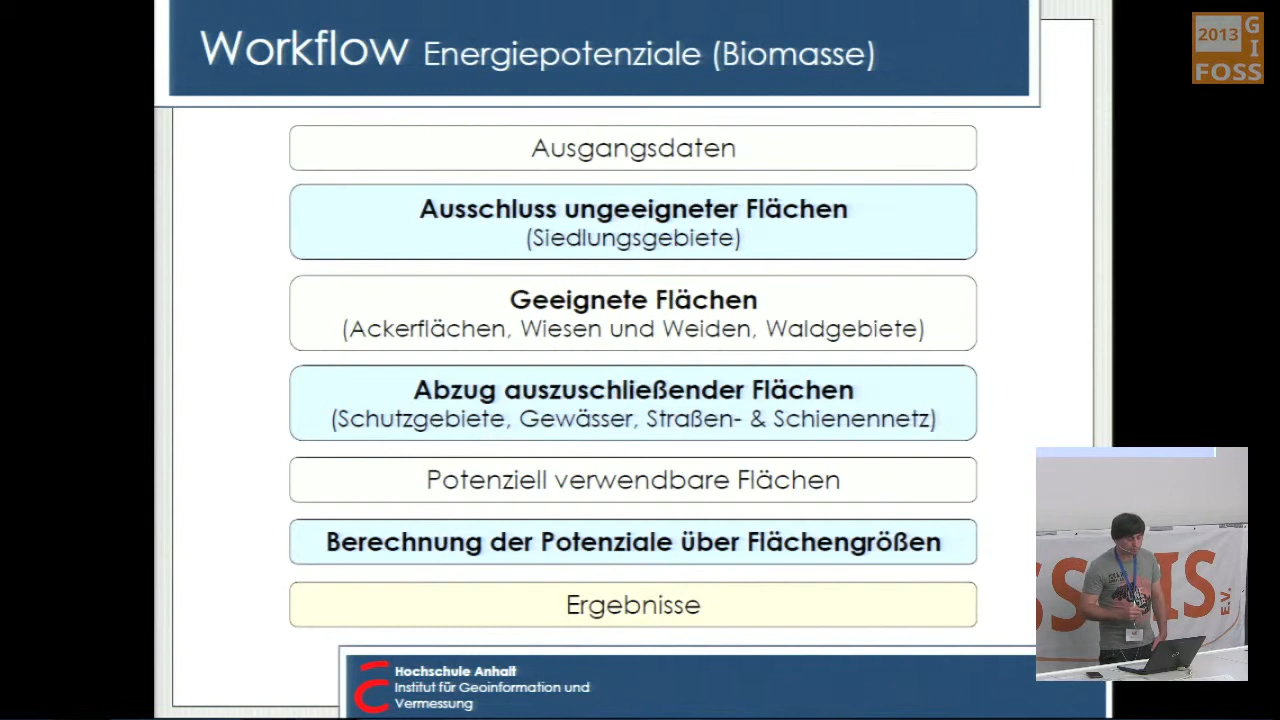 Workflow Energiepotenziale (Biomasse)
2013
G
I
FOSS
Ausgangsdaten
Ausschluss ungeeigneter Flächen
(Siedlungsgebiete)
Geeignete Flächen
(Ackerflächen, Wiesen und Weiden, Waldgebiete)
Abzug auszuschließender Flächen
(Schutzgebiete, Gewässer, Straßen- & Schienennetz)
Potenziell verwendbare Flächen
Berechnung der Potenziale über Flächengrößen
Ergebnisse
Hochschule Anhalt
Institut für Geoinformation und
Vermessung
SS IS
E.V.